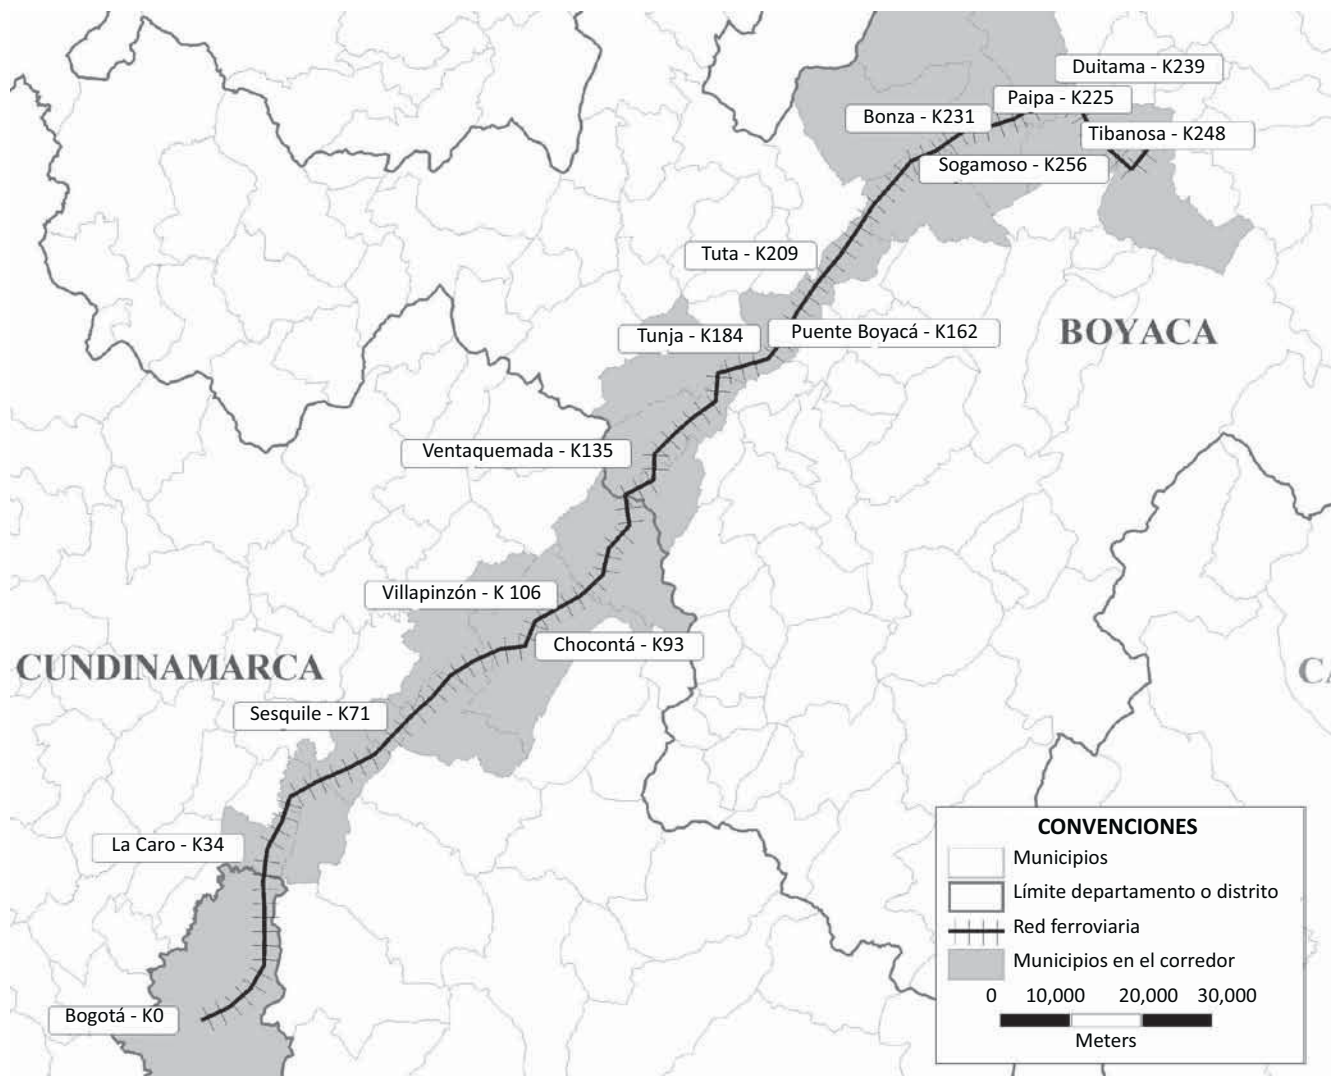 Duitama - K239
Paipa - K225
Bonza - K231
Tibanosa - K248
Sogamoso - K256
Tuta - K209
Tunja - K184
Puente Boyacá - K162
BOYACA
Ventaquemada - K135
Villapinzón - K 106
Chocontá - K93
CUNDINAMARCA
CA
Sesquile - K71
La Caro - K34
Bogotá - K0
CONVENCIONES
Municipios
Límite departamento o distrito
Red ferroviaria
Municipios en el corredor
0 10,000 20,000 30,000
Meters